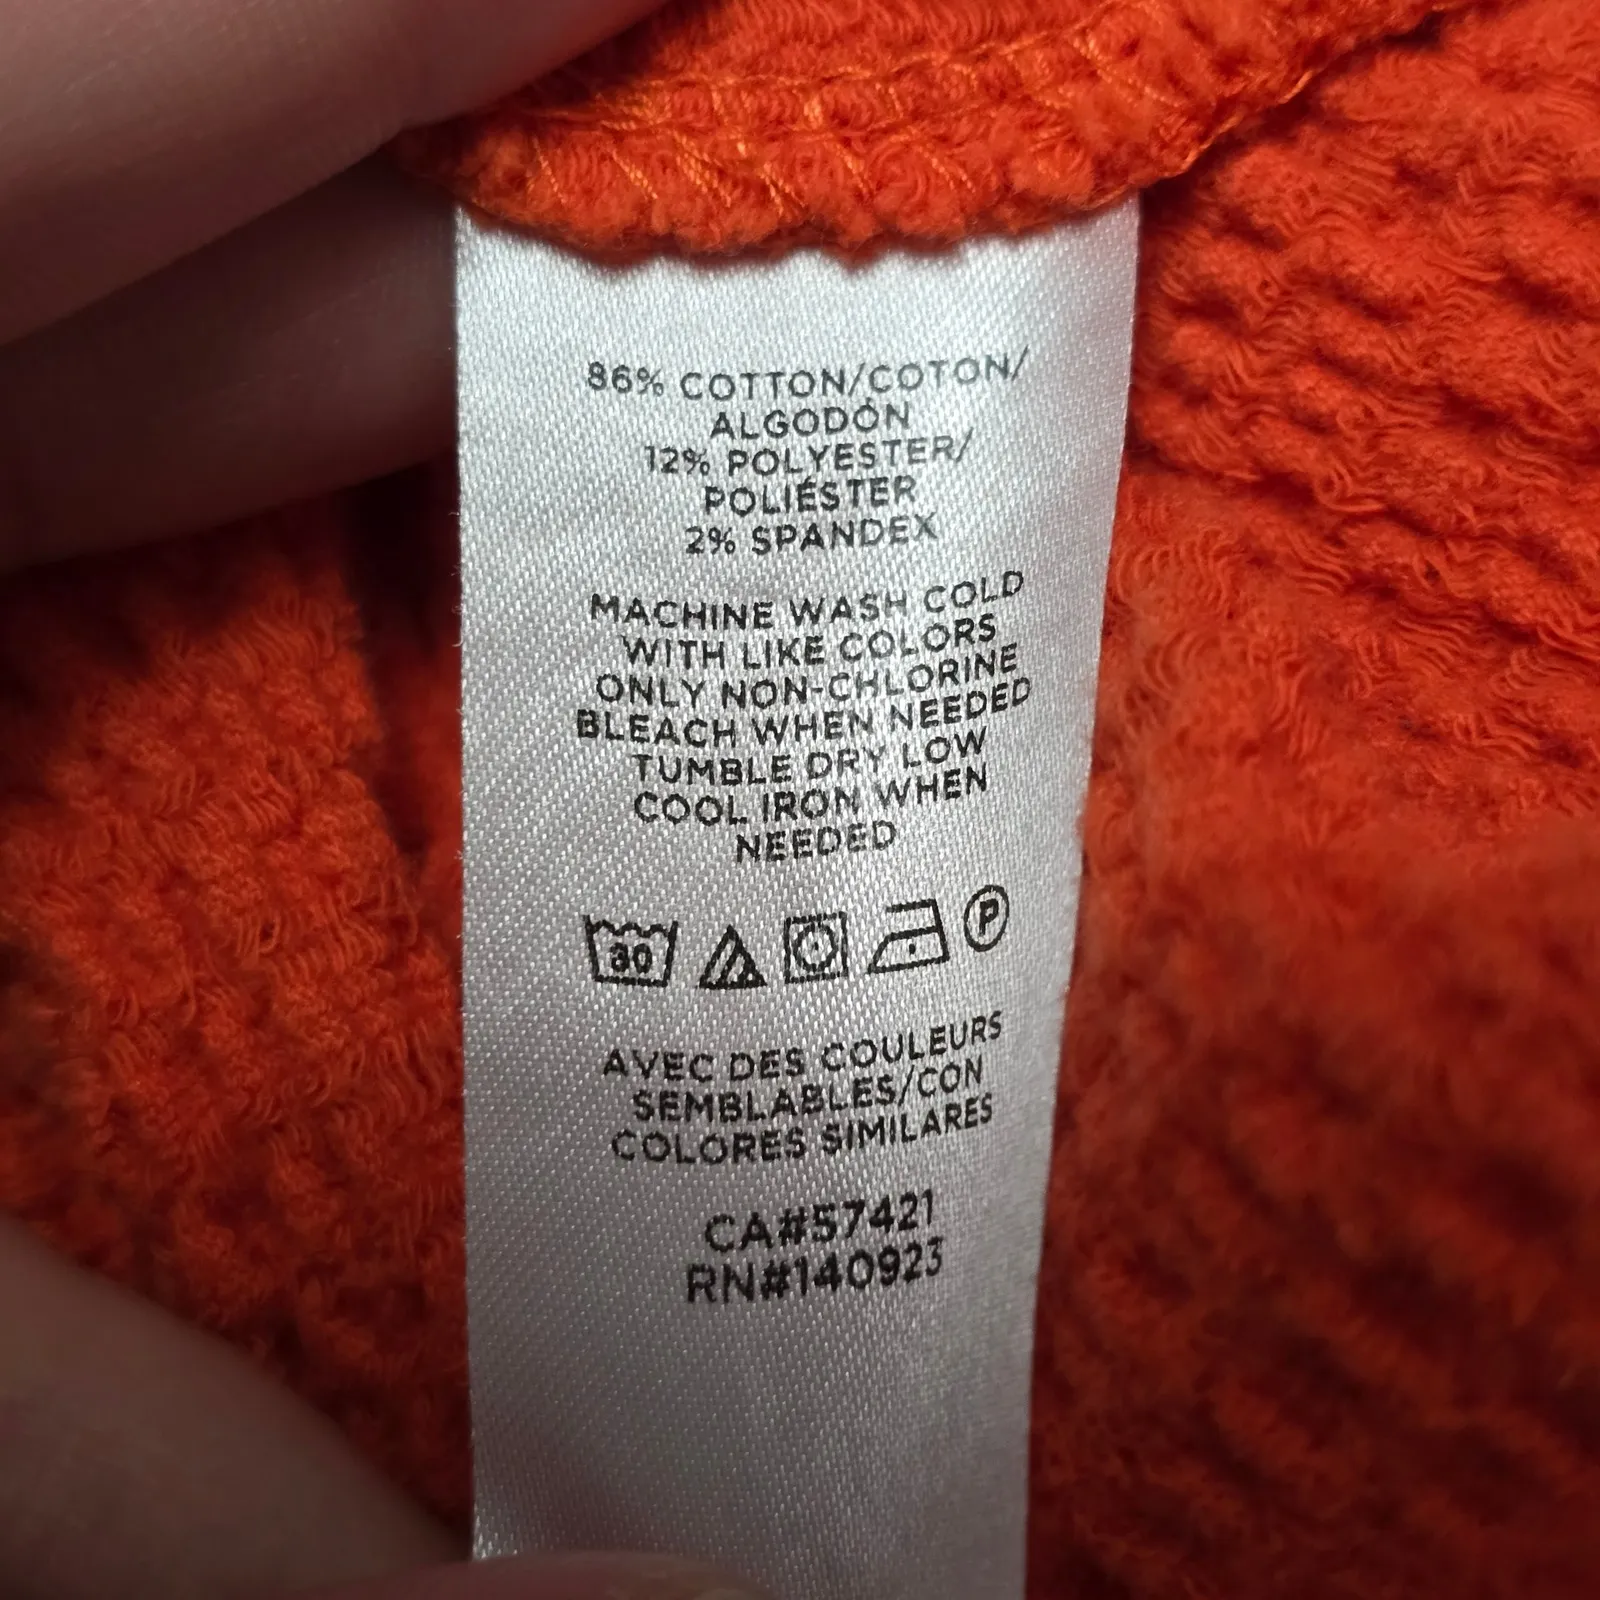 86% COTTON/COTON/
ALGODÓN
12% POLYESTER/
POLIÉSTER
2% SPANDEX
MACHINE WASH COLD
WITH LIKE COLORS
ONLY NON-CHLORINE
BLEACH WHEN NEEDED
TUMBLE DRY LOW
COOL IRON WHEN
NEEDED
30 P
AVEC DES COULEURS
SEMBLABLES/CON
COLORES SIMILARES
CA#57421
RN#140923